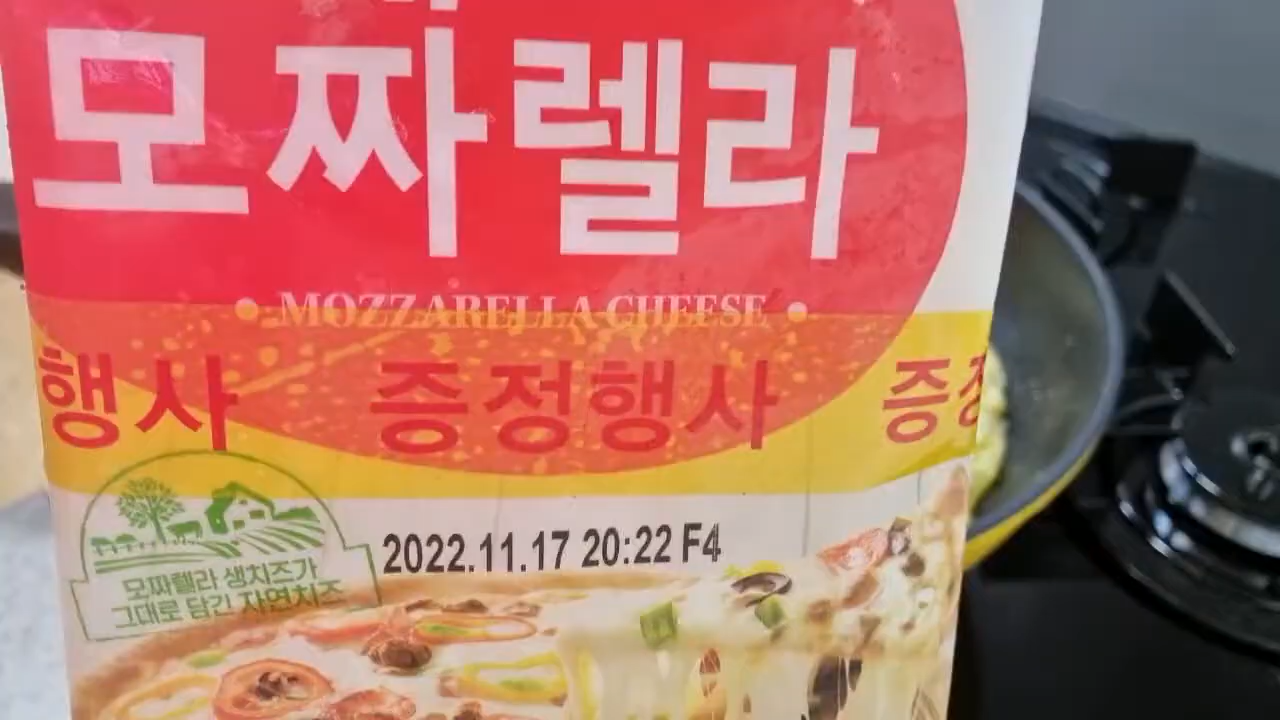 모짜렐라
• MOZZARELLA CHEESE •
행사 증정행사 증정
2022.11.17 20:22 F4
모짜렐라 생치즈가
그대로 담긴 자연치즈